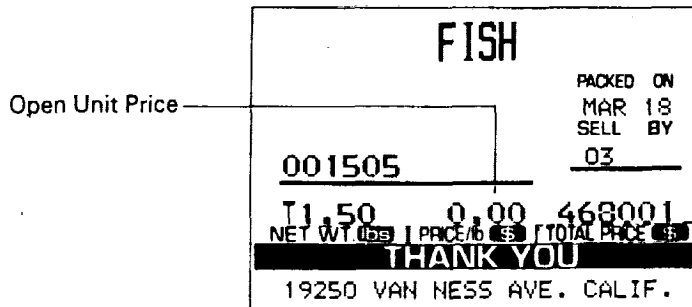 FISH
PACKED ON
MAR 18
SELL BY
03
Open Unit Price
001505
T1.50 0.00 468001
NET WT. lbs PRICE/lb $ TOTAL PRICE $
THANK YOU
19250 VAN NESS AVE. CALIF.